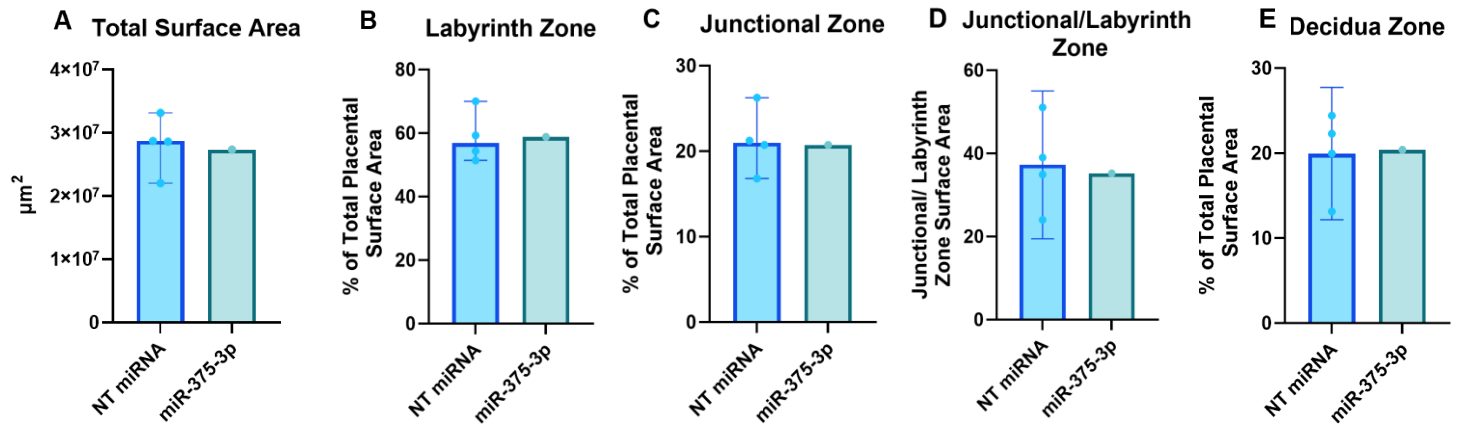 A Total Surface Area
4×10⁷
3×10⁷
2×10⁷
1×10⁷
0
µm²
NT miRNA
miR-375-3p
B Labyrinth Zone
80
60
40
20
0
% of Total Placental
Surface Area
NT miRNA
miR-375-3p
C Junctional Zone
30
20
10
0
% of Total Placental
Surface Area
NT miRNA
miR-375-3p
D Junctional/Labyrinth
Zone
60
40
20
0
Junctional/ Labyrinth
Zone Surface Area
NT miRNA
miR-375-3p
E Decidua Zone
30
20
10
0
% of Total Placental
Surface Area
NT miRNA
miR-375-3p